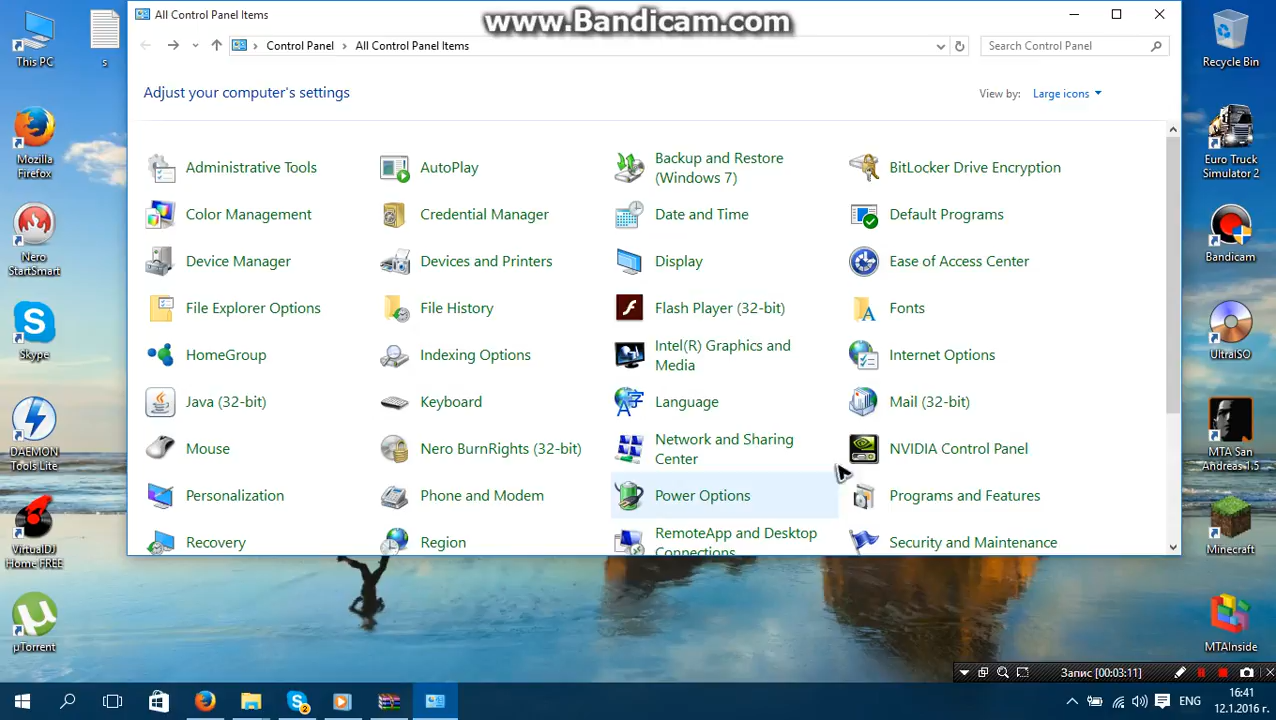 www.Bandicam.com
All Control Panel Items
Control Panel
All Control Panel Items
Search Control Panel
Adjust your computer's settings
View by:
Large icons
Administrative Tools
AutoPlay
Backup and Restore
(Windows 7)
BitLocker Drive Encryption
Color Management
Credential Manager
Date and Time
Default Programs
Device Manager
Devices and Printers
Display
Ease of Access Center
File Explorer Options
File History
Flash Player (32-bit)
Fonts
HomeGroup
Indexing Options
Intel(R) Graphics and
Media
Internet Options
Java (32-bit)
Keyboard
Language
Mail (32-bit)
Mouse
Nero BurnRights (32-bit)
Network and Sharing
Center
NVIDIA Control Panel
Personalization
Phone and Modem
Power Options
Programs and Features
Recovery
Region
RemoteApp and Desktop
Connections
Security and Maintenance
This PC
s
Mozilla
Firefox
Nero
StartSmart
Skype
DAEMON
Tools Lite
VirtualDJ
Home FREE
µTorrent
Recycle Bin
Euro Truck
Simulator 2
Bandicam
UltraISO
MTA San
Andreas 1.5
Minecraft
MTAInside
Запис [00:03:11]
2
ENG
16:41
12.1.2016 г.